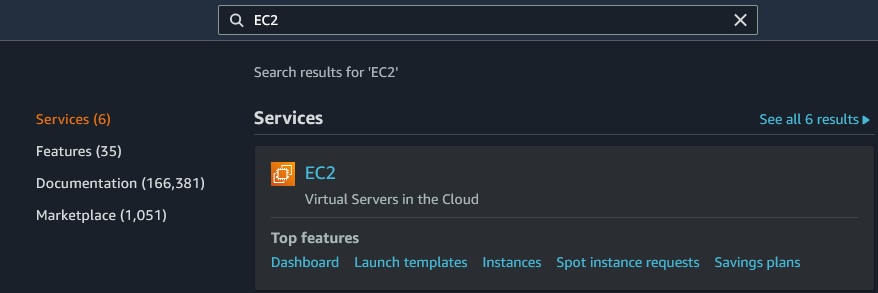 EC2
Search results for 'EC2'
Services (6)
Features (35)
Documentation (166,381)
Marketplace (1,051)
Services
See all 6 results
EC2
Virtual Servers in the Cloud
Top features
Dashboard Launch templates Instances Spot instance requests Savings plans